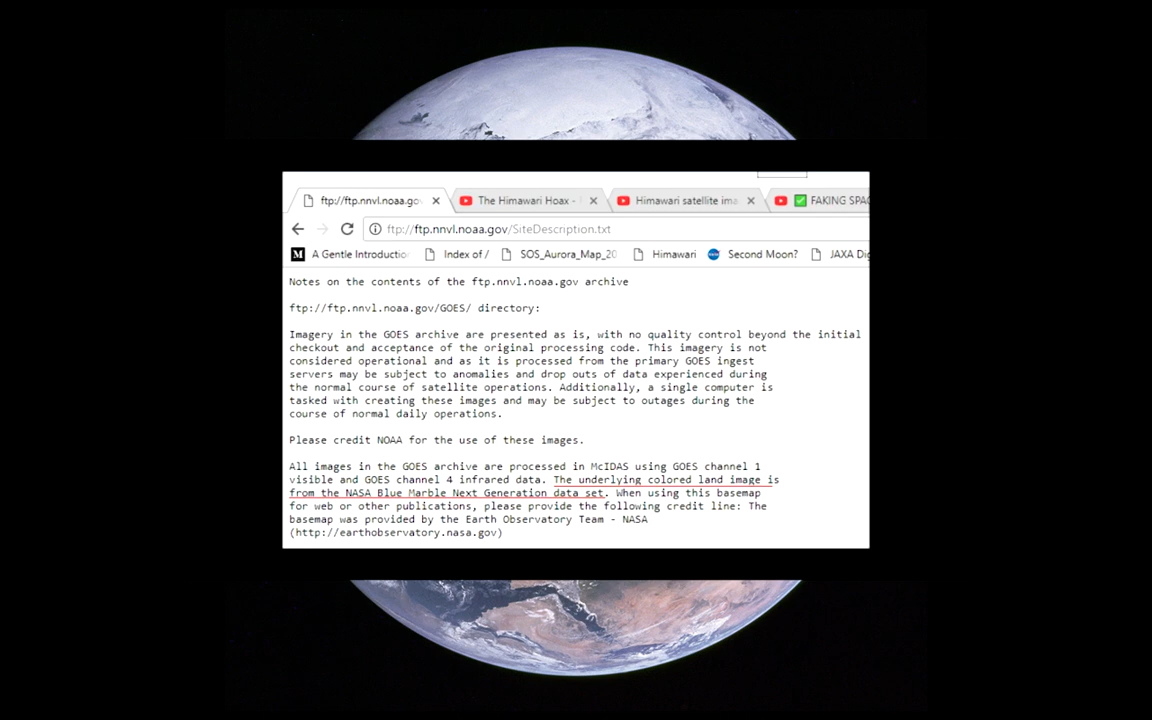 ftp://ftp.nnvl.noaa.go
The Himawari Hoax -
Himawari satellite ima
FAKING SPA
ftp://ftp.nnvl.noaa.gov/SiteDescription.txt
M A Gentle Introductio
Index of /
SOS_Aurora_Map_20
Himawari
Second Moon?
JAXA Dig
Notes on the contents of the ftp.nnvl.noaa.gov archive
ftp://ftp.nnvl.noaa.gov/GOES/ directory:
Imagery in the GOES archive are presented as is, with no quality control beyond the initial
checkout and acceptance of the original processing code. This imagery is not
considered operational and as it is processed from the primary GOES ingest
servers may be subject to anomalies and drop outs of data experienced during
the normal course of satellite operations. Additionally, a single computer is
tasked with creating these images and may be subject to outages during the
course of normal daily operations.
Please credit NOAA for the use of these images.
All images in the GOES archive are processed in McIDAS using GOES channel 1
visible and GOES channel 4 infrared data. The underlying colored land image is
from the NASA Blue Marble Next Generation data set. When using this basemap
for web or other publications, please provide the following credit line: The
basemap was provided by the Earth Observatory Team - NASA
(http://earthobservatory.nasa.gov)